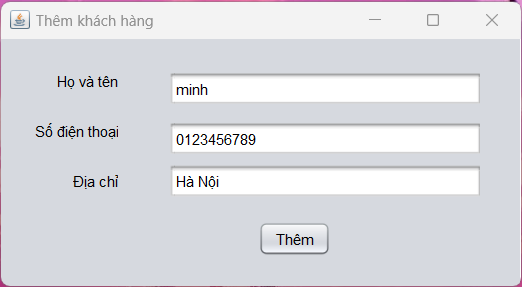 Thêm khách hàng
Họ và tên
minh
Số điện thoại
0123456789
Địa chỉ
Hà Nội
Thêm